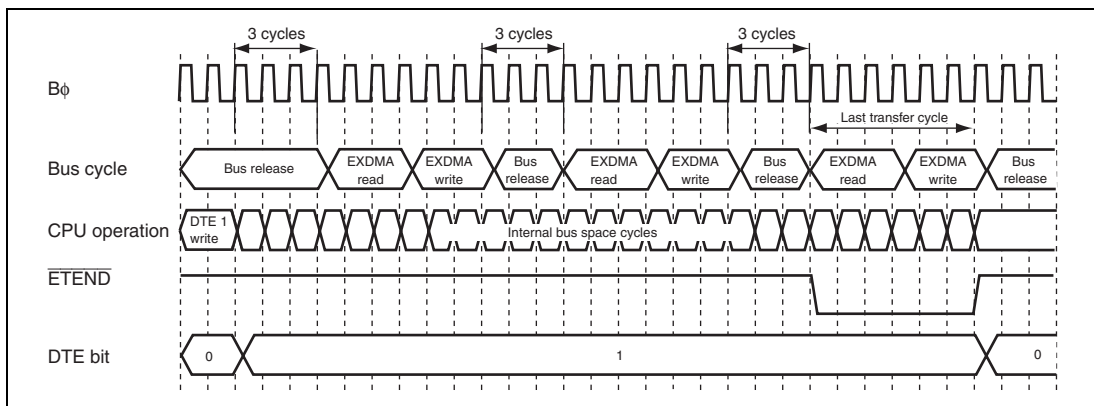 3 cycles 3 cycles 3 cycles
Bϕ
Last transfer cycle
Bus cycle Bus release EXDMA read EXDMA write Bus release EXDMA read EXDMA write Bus release EXDMA read EXDMA write Bus release
CPU operation DTE 1 write Internal bus space cycles
ETEND
DTE bit 0 1 0